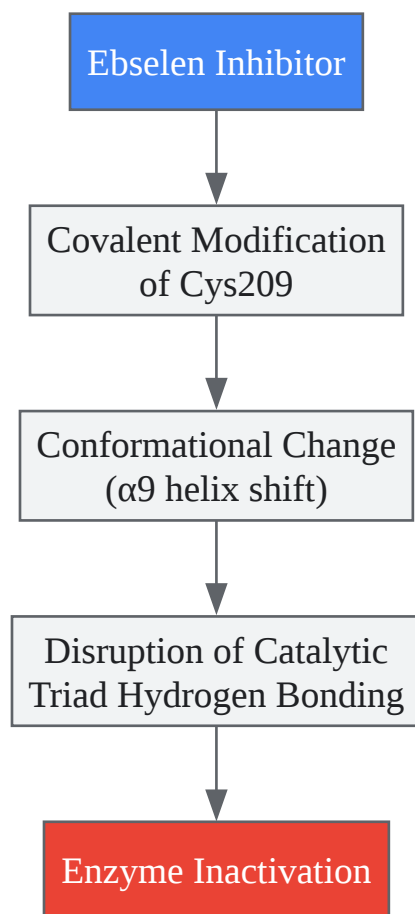 Ebselen Inhibitor
Covalent Modification
of Cys209
Conformational Change
(α9 helix shift)
Disruption of Catalytic
Triad Hydrogen Bonding
Enzyme Inactivation